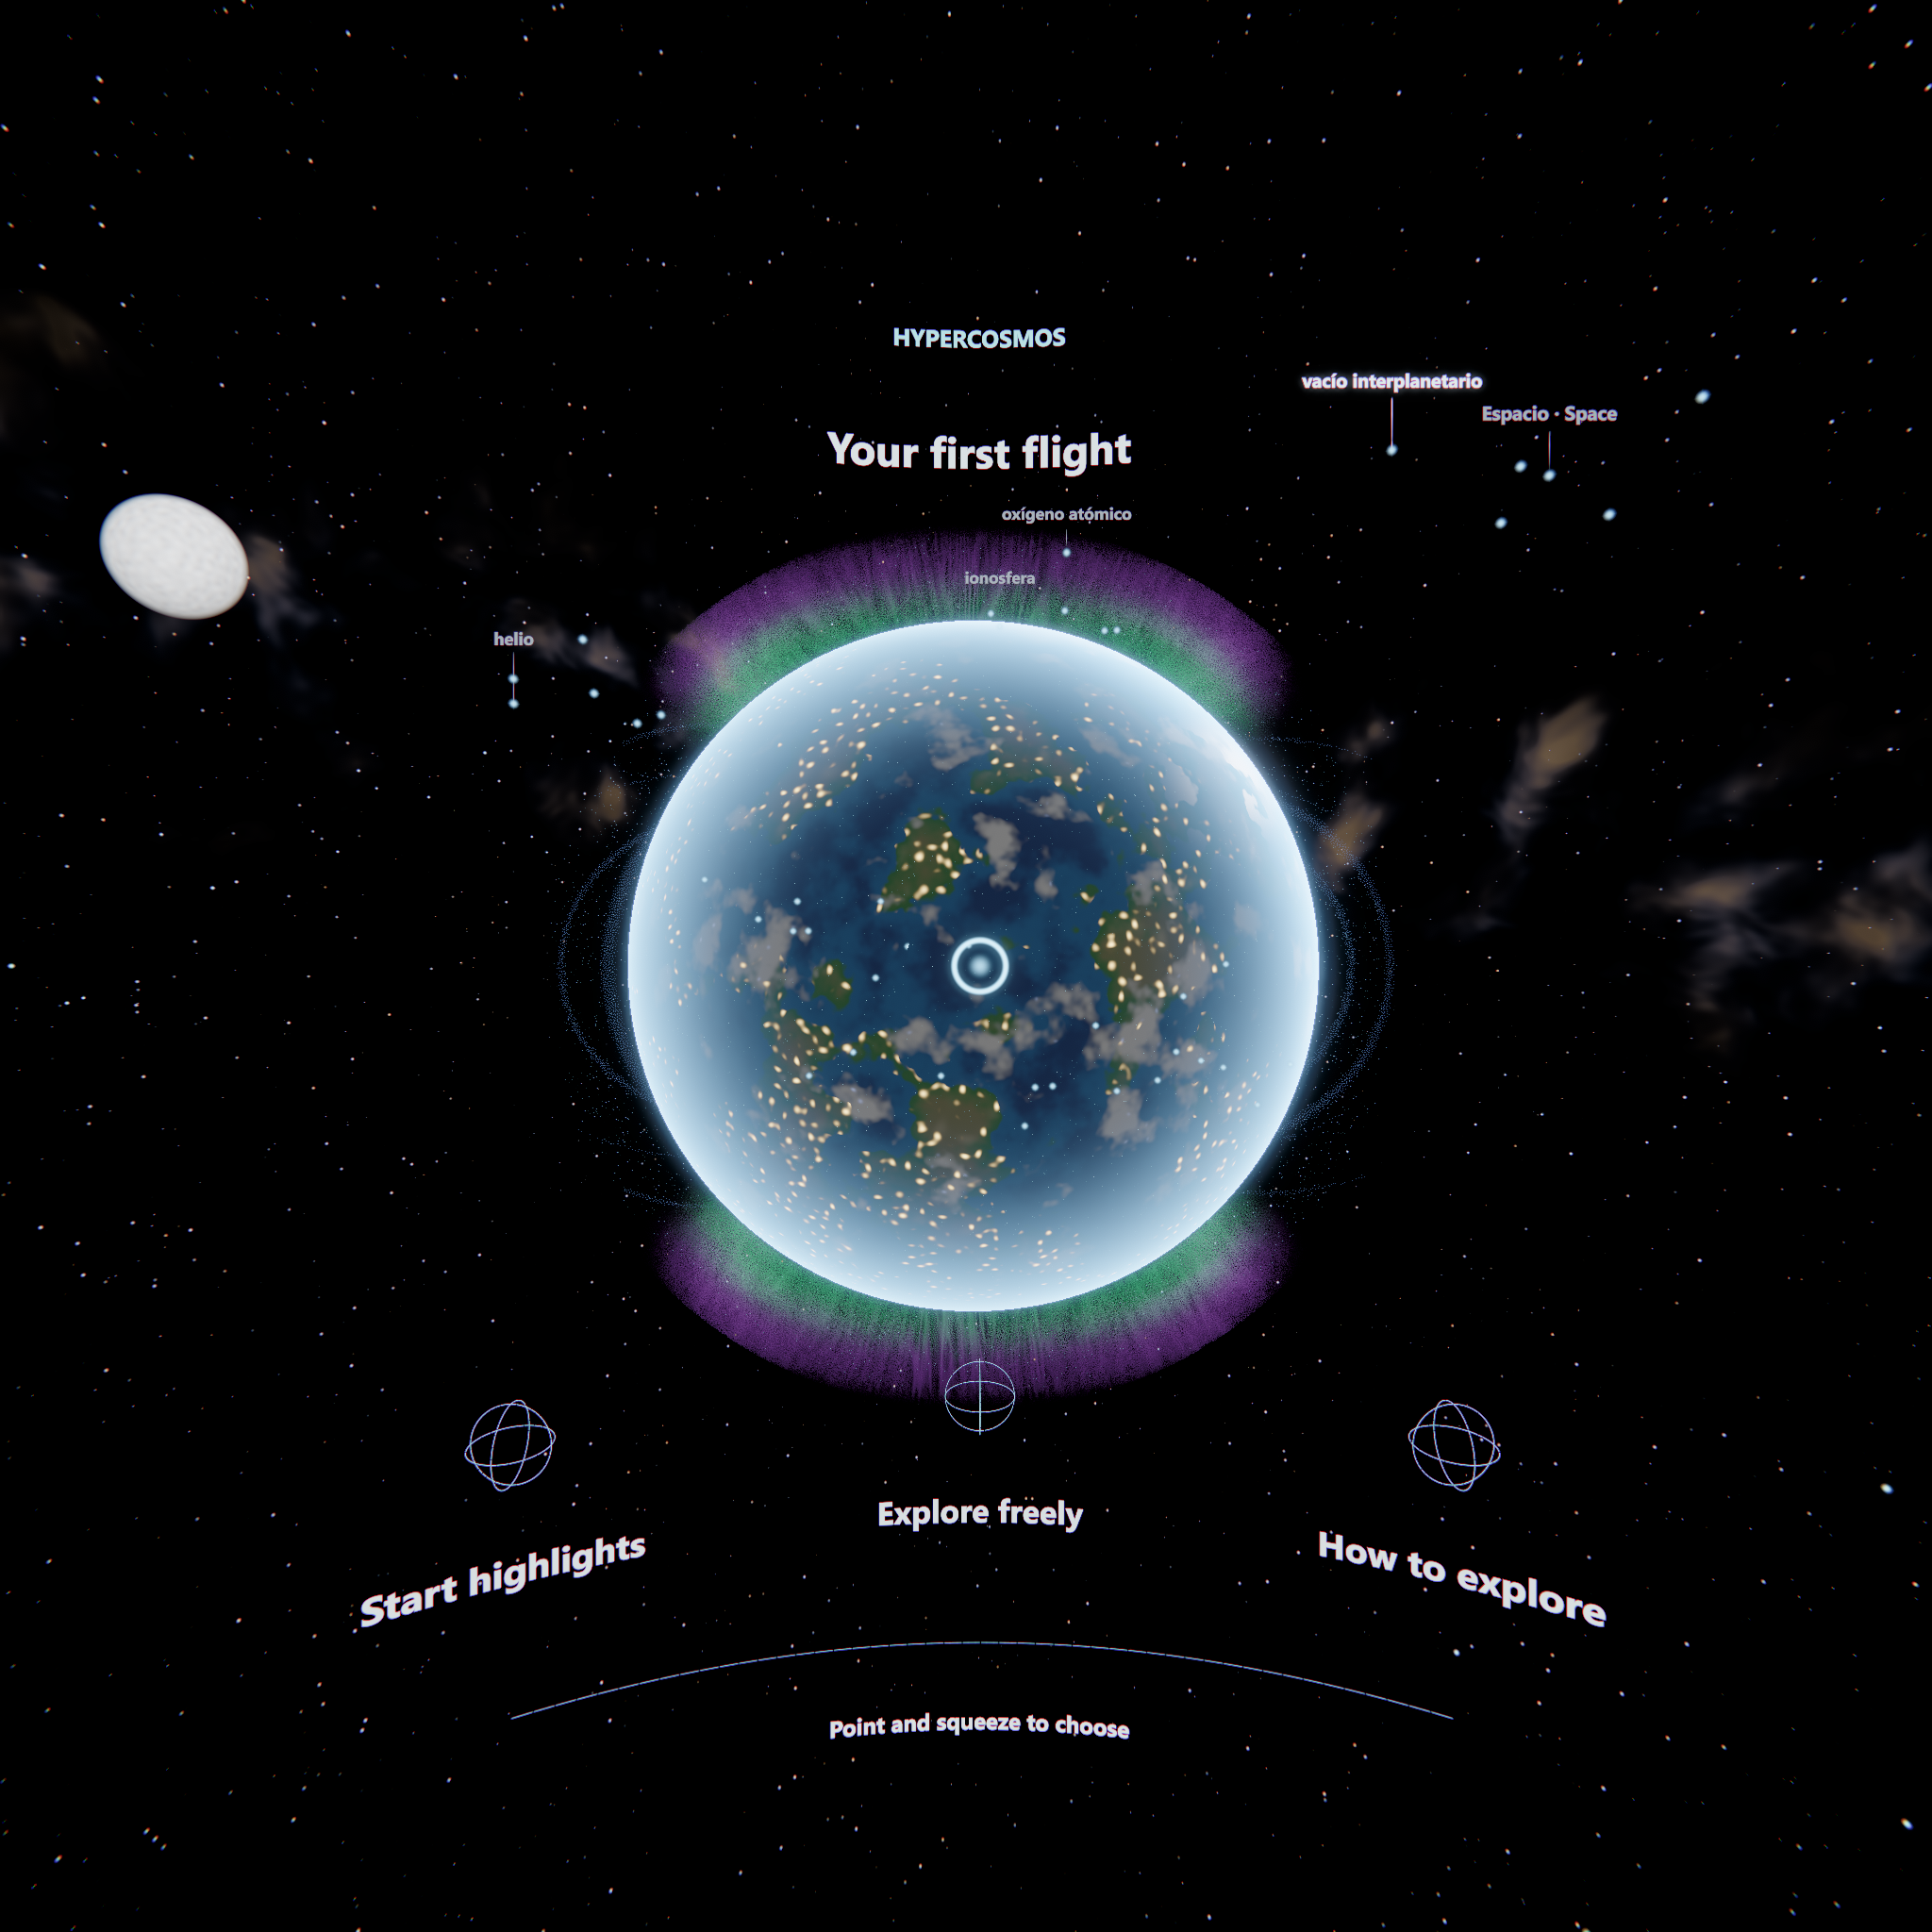 HYPERCOSMOS
vacío interplanetario
Espacio · Space
Your first flight
oxígeno atómico
ionosfera
helio
Explore freely
Start highlights
How to explore
Point and squeeze to choose